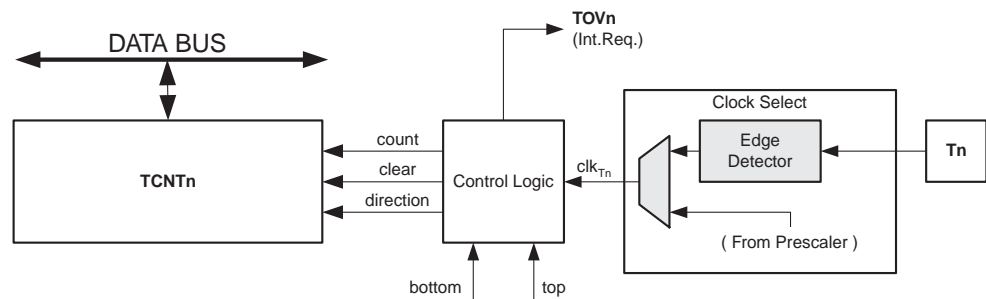 TOVn
(Int.Req.)
DATA BUS
Clock Select
count
Edge
Detector
Tn
TCNTn
clear
Control Logic
clkTn
direction
( From Prescaler )
bottom
top